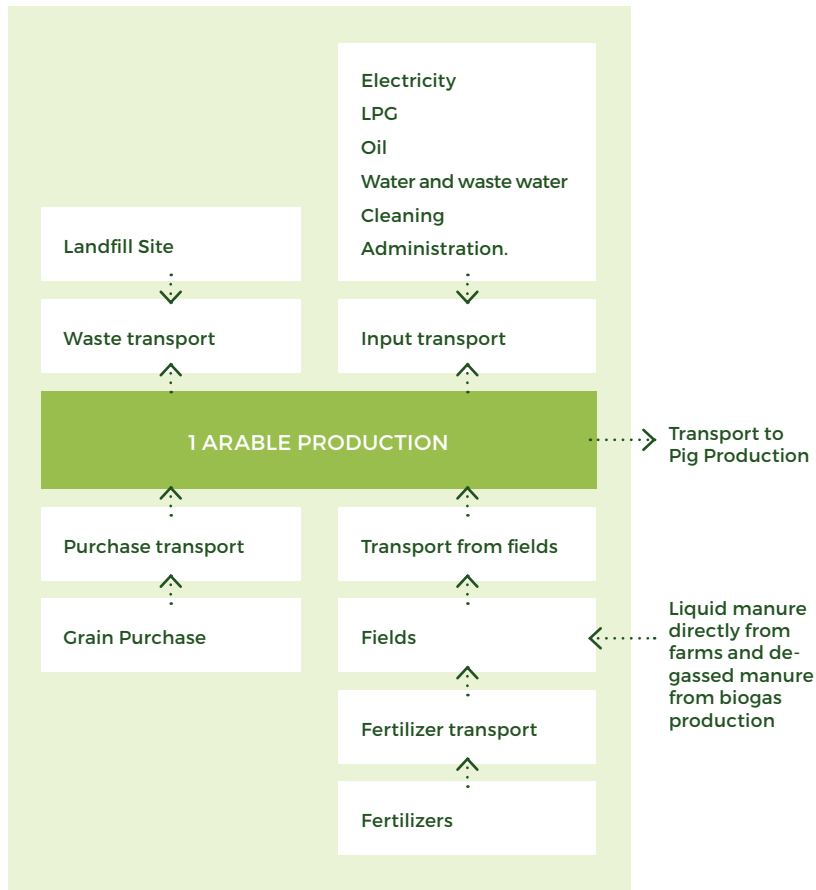 Electricity
LPG
Oil
Water and waste water
Cleaning
Administration.
Landfill Site
Waste transport
Input transport
1 ARABLE PRODUCTION
Transport to
Pig Production
Purchase transport
Transport from fields
Grain Purchase
Fields
Liquid manure
directly from
farms and de-
gassed manure
from biogas
production
Fertilizer transport
Fertilizers